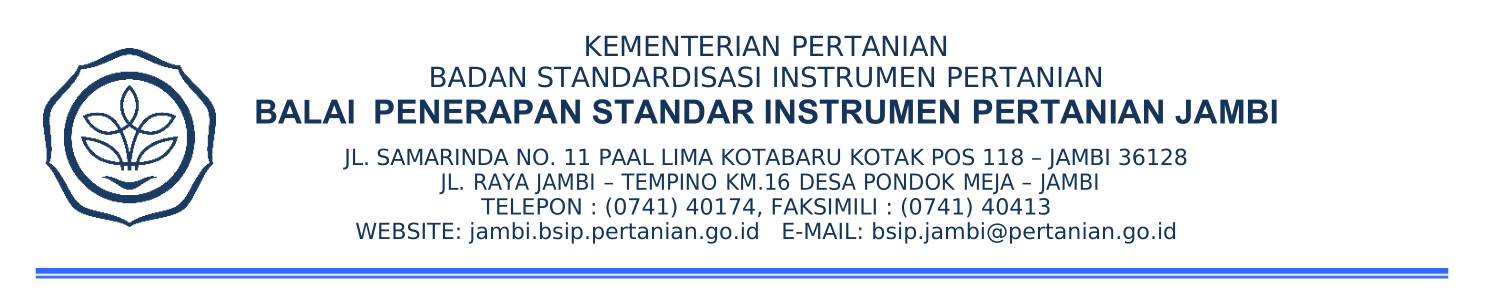 KEMENTERIAN PERTANIAN
BADAN STANDARDISASI INSTRUMEN PERTANIAN
BALAI PENERAPAN STANDAR INSTRUMEN PERTANIAN JAMBI
JL. SAMARINDA NO. 11 PAAL LIMA KOTABARU KOTAK POS 118 – JAMBI 36128
JL. RAYA JAMBI – TEMPINO KM.16 DESA PONDOK MEJA – JAMBI
TELEPON : (0741) 40174, FAKSIMILI : (0741) 40413
WEBSITE: jambi.bsip.pertanian.go.id E-MAIL: bsip.jambi@pertanian.go.id